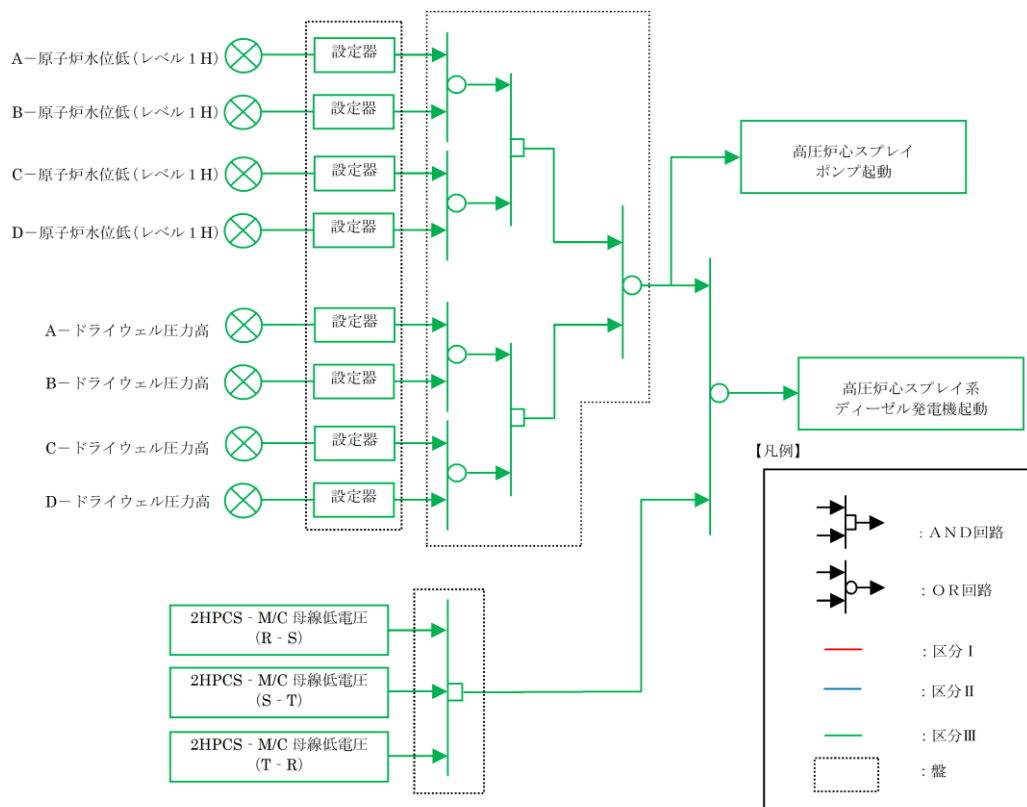 A－原子炉水位低(レベル１H)
設定器
B－原子炉水位低(レベル１H)
設定器
C－原子炉水位低(レベル１H)
設定器
D－原子炉水位低(レベル１H)
設定器
A－ドライウェル圧力高
設定器
B－ドライウェル圧力高
設定器
C－ドライウェル圧力高
設定器
D－ドライウェル圧力高
設定器
高圧炉心スプレイ
ポンプ起動
高圧炉心スプレイ系
ディーゼル発電機起動
2HPCS - M/C 母線低電圧
(R - S)
2HPCS - M/C 母線低電圧
(S - T)
2HPCS - M/C 母線低電圧
(T - R)
【凡例】
：ＡＮＤ回路
：ＯＲ回路
：区分Ⅰ
：区分Ⅱ
：区分Ⅲ
：盤